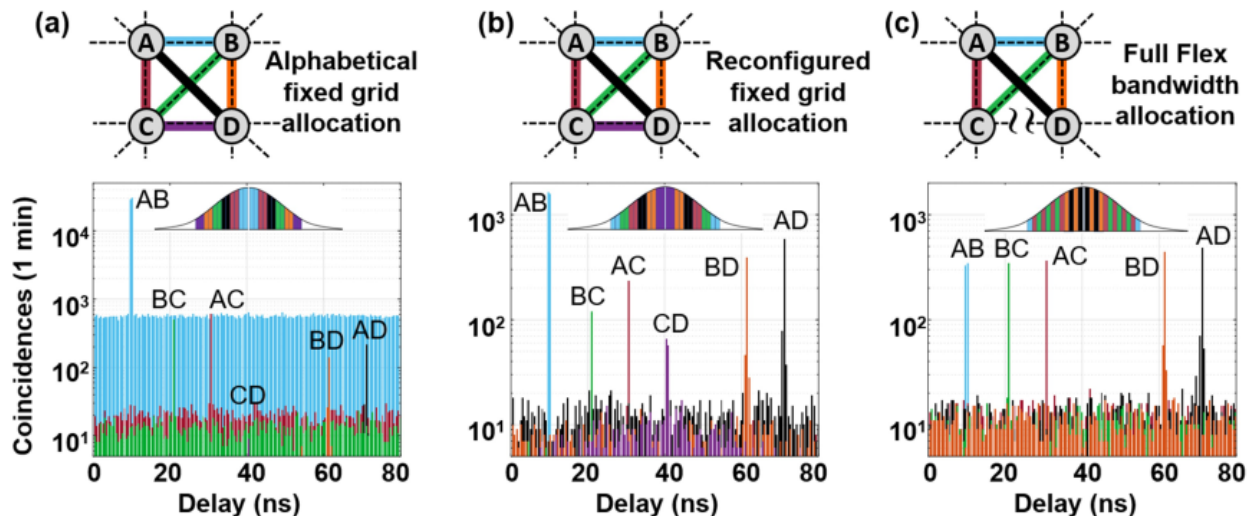 (a)
A
B
C
D
Alphabetical
fixed grid
allocation
(b)
A
B
C
D
Reconfigured
fixed grid
allocation
(c)
A
B
C
D
Full Flex
bandwidth
allocation
Coincidences (1 min)
10⁴
10³
10²
10¹
AB
BC
AC
CD
BD
AD
0
20
40
60
80
Delay (ns)
10³
10²
10¹
AB
BC
AC
CD
BD
AD
0
20
40
60
80
Delay (ns)
10³
10²
10¹
AB
BC
AC
BD
AD
0
20
40
60
80
Delay (ns)